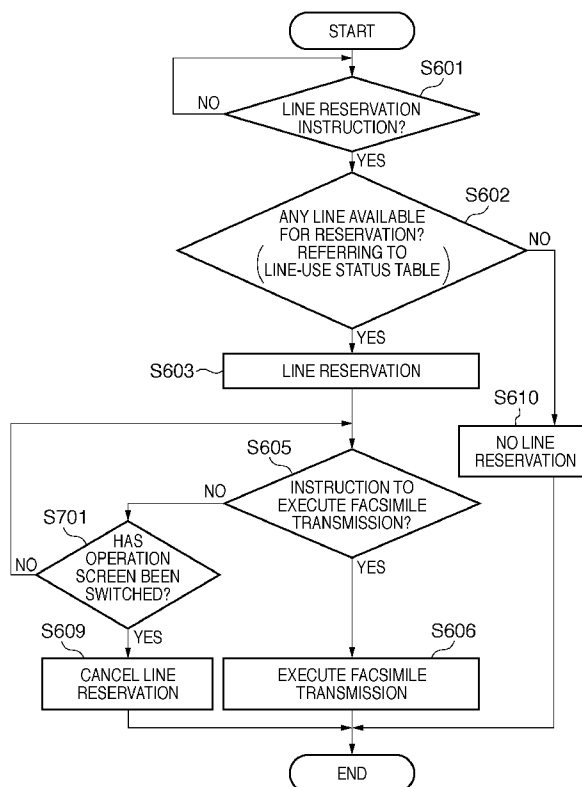 START
S601
LINE RESERVATION
INSTRUCTION?
NO
YES
S602
ANY LINE AVAILABLE
FOR RESERVATION?
( REFERRING TO
LINE-USE STATUS TABLE )
NO
YES
S603
LINE RESERVATION
S610
NO LINE
RESERVATION
S605
INSTRUCTION TO
EXECUTE FACSIMILE
TRANSMISSION?
NO
YES
S701
HAS
OPERATION
SCREEN BEEN
SWITCHED?
NO
YES
S609
CANCEL LINE
RESERVATION
S606
EXECUTE FACSIMILE
TRANSMISSION
END